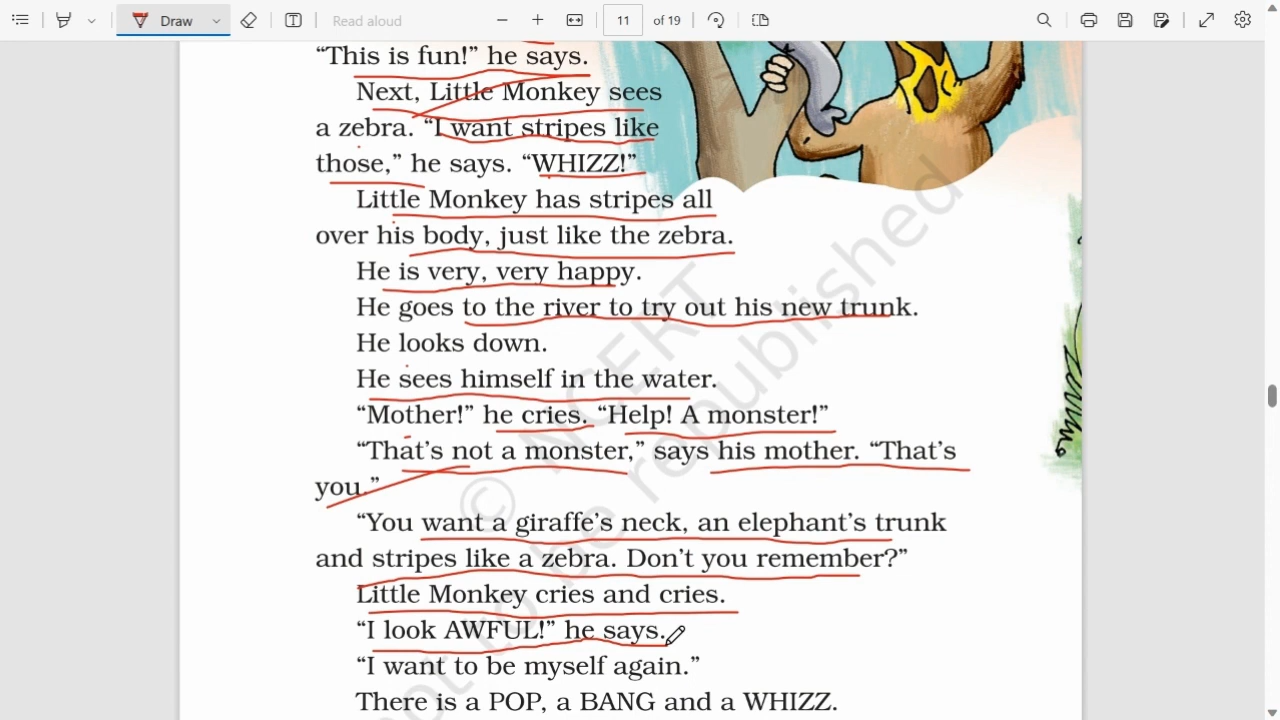 Draw
Read aloud
11 of 19
“This is fun!” he says.
Next, Little Monkey sees
a zebra. “I want stripes like
those,” he says. “WHIZZ!”
Little Monkey has stripes all
over his body, just like the zebra.
He is very, very happy.
He goes to the river to try out his new trunk.
He looks down.
He sees himself in the water.
“Mother!” he cries. “Help! A monster!”
“That’s not a monster,” says his mother. “That’s
you.”
“You want a giraffe’s neck, an elephant’s trunk
and stripes like a zebra. Don’t you remember?”
Little Monkey cries and cries.
“I look AWFUL!” he says.
“I want to be myself again.”
There is a POP, a BANG and a WHIZZ.
© NCERT
not to be republished